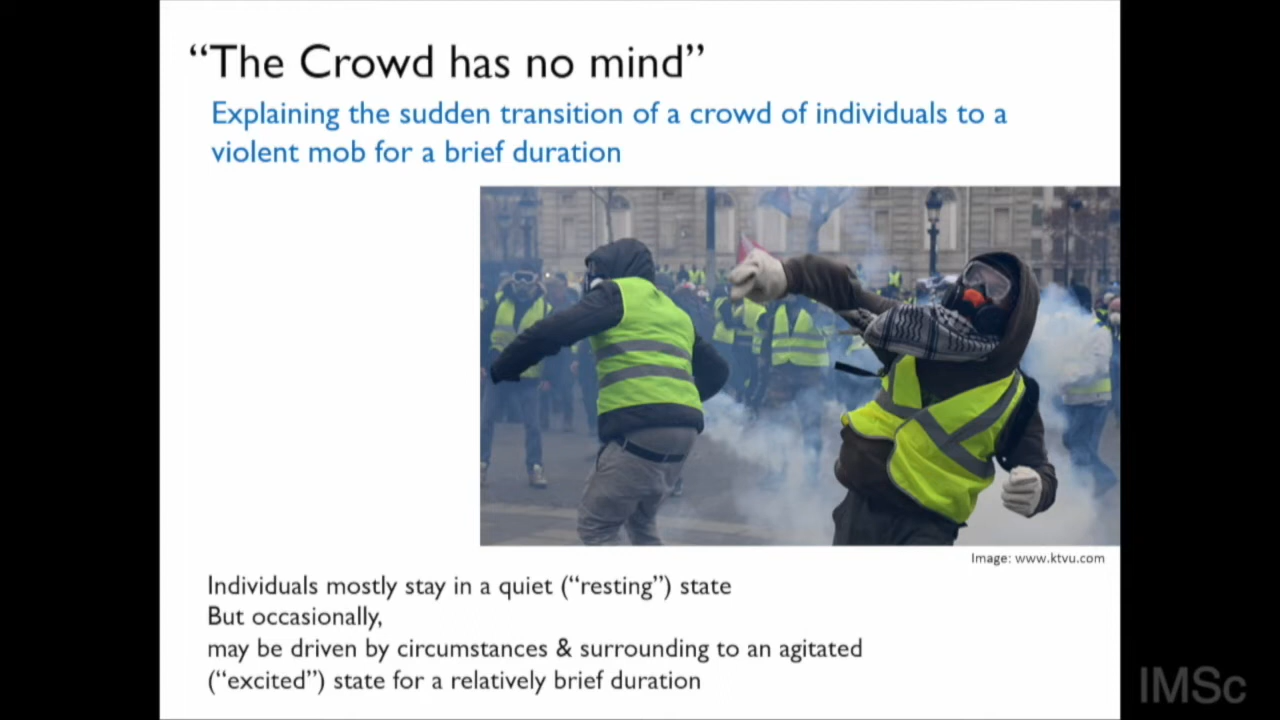 “The Crowd has no mind”
Explaining the sudden transition of a crowd of individuals to a
violent mob for a brief duration
Image: www.ktvu.com
Individuals mostly stay in a quiet (“resting”) state
But occasionally,
may be driven by circumstances & surrounding to an agitated
(“excited”) state for a relatively brief duration
IMSc